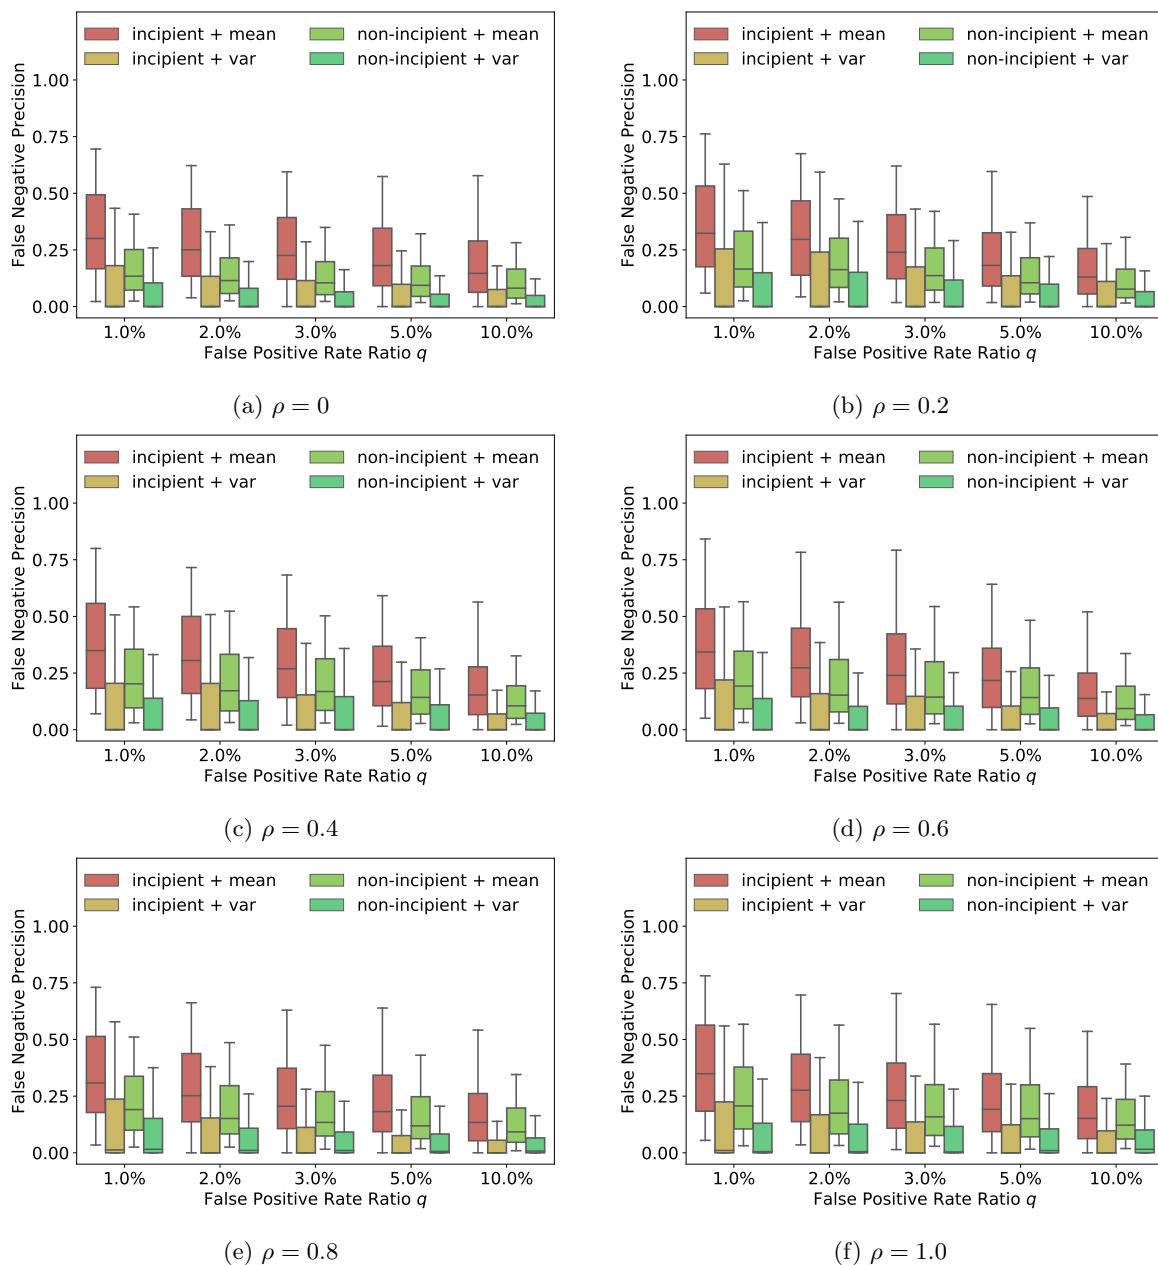 incipient + mean
incipient + var
non-incipient + mean
non-incipient + var
False Negative Precision
1.00
0.75
0.50
0.25
0.00
1.0%
2.0%
3.0%
5.0%
10.0%
False Positive Rate Ratio q
(a) ρ = 0
incipient + mean
incipient + var
non-incipient + mean
non-incipient + var
False Negative Precision
1.00
0.75
0.50
0.25
0.00
1.0%
2.0%
3.0%
5.0%
10.0%
False Positive Rate Ratio q
(b) ρ = 0.2
incipient + mean
incipient + var
non-incipient + mean
non-incipient + var
False Negative Precision
1.00
0.75
0.50
0.25
0.00
1.0%
2.0%
3.0%
5.0%
10.0%
False Positive Rate Ratio q
(c) ρ = 0.4
incipient + mean
incipient + var
non-incipient + mean
non-incipient + var
False Negative Precision
1.00
0.75
0.50
0.25
0.00
1.0%
2.0%
3.0%
5.0%
10.0%
False Positive Rate Ratio q
(d) ρ = 0.6
incipient + mean
incipient + var
non-incipient + mean
non-incipient + var
False Negative Precision
1.00
0.75
0.50
0.25
0.00
1.0%
2.0%
3.0%
5.0%
10.0%
False Positive Rate Ratio q
(e) ρ = 0.8
incipient + mean
incipient + var
non-incipient + mean
non-incipient + var
False Negative Precision
1.00
0.75
0.50
0.25
0.00
1.0%
2.0%
3.0%
5.0%
10.0%
False Positive Rate Ratio q
(f) ρ = 1.0